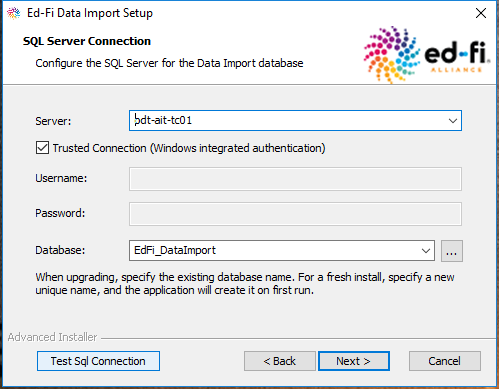 Ed-Fi Data Import Setup
SQL Server Connection
Configure the SQL Server for the Data Import database
ed-fi
ALLIANCE
Server:
pdt-ait-tc01
Trusted Connection (Windows integrated authentication)
Username:
Password:
Database:
EdFi_DataImport
...
When upgrading, specify the existing database name. For a fresh install, specify a new
unique name, and the application will create it on first run.
Advanced Installer
Test Sql Connection
< Back
Next >
Cancel